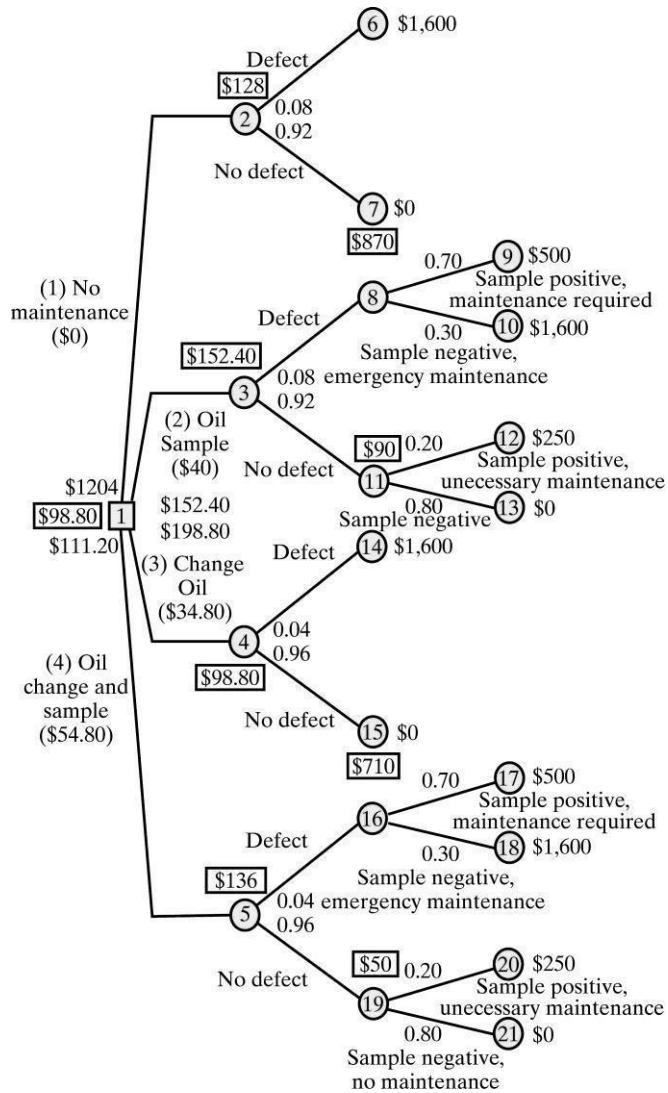 6 $1,600
Defect
$128
2 0.08
0.92
No defect
7 $0
$870
(1) No
maintenance
($0)
0.70 9 $500
8 Sample positive,
maintenance required
Defect
0.30 10 $1,600
$152.40
Sample negative,
emergency maintenance
3 0.08
0.92
(2) Oil
Sample
($40)
No defect
$90 0.20 12 $250
11 Sample positive,
unecessary maintenance
0.80 13 $0
Sample negative
$1204
$98.80 1
$111.20
$152.40
$198.80
14 $1,600
Defect
(3) Change
Oil
($34.80)
4 0.04
0.96
$98.80
No defect
15 $0
$710
(4) Oil
change and
sample
($54.80)
0.70 17 $500
16 Sample positive,
maintenance required
Defect
0.30 18 $1,600
$136
Sample negative,
emergency maintenance
5 0.04
0.96
No defect
$50 0.20 20 $250
19 Sample positive,
unecessary maintenance
0.80 21 $0
Sample negative,
no maintenance